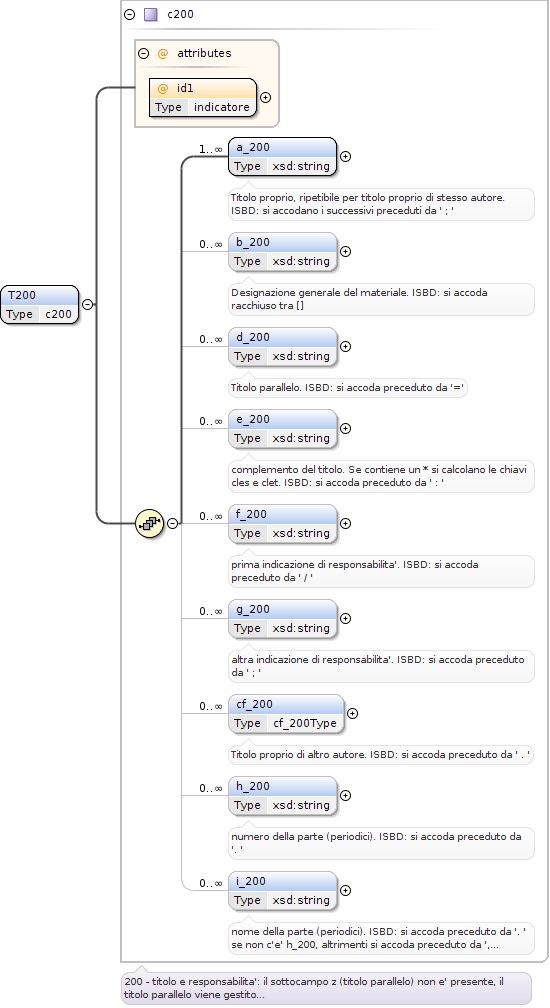 c200
@ attributes
@ id1
Type indicatore
1..∞
a_200
Type xsd:string
Titolo proprio, ripetibile per titolo proprio di stesso autore.
ISBD: si accodano i successivi preceduti da ' ; '
0..∞
b_200
Type xsd:string
Designazione generale del materiale. ISBD: si accoda
racchiuso tra []
T200
Type c200
0..∞
d_200
Type xsd:string
Titolo parallelo. ISBD: si accoda preceduto da '='
0..∞
e_200
Type xsd:string
complemento del titolo. Se contiene un * si calcolano le chiavi
cles e clet. ISBD: si accoda preceduto da ' : '
0..∞
f_200
Type xsd:string
prima indicazione di responsabilita'. ISBD: si accoda
preceduto da ' / '
0..∞
g_200
Type xsd:string
altra indicazione di responsabilita'. ISBD: si accoda preceduto
da ' ; '
0..∞
cf_200
Type cf_200Type
Titolo proprio di altro autore. ISBD: si accoda preceduto da ' . '
0..∞
h_200
Type xsd:string
numero della parte (periodici). ISBD: si accoda preceduto da
'. '
0..∞
i_200
Type xsd:string
nome della parte (periodici). ISBD: si accoda preceduto da '. '
se non c'e' h_200, altrimenti si accoda preceduto da ',...
200 - titolo e responsabilita': il sottocampo z (titolo parallelo) non e' presente, il
titolo parallelo viene gestito...